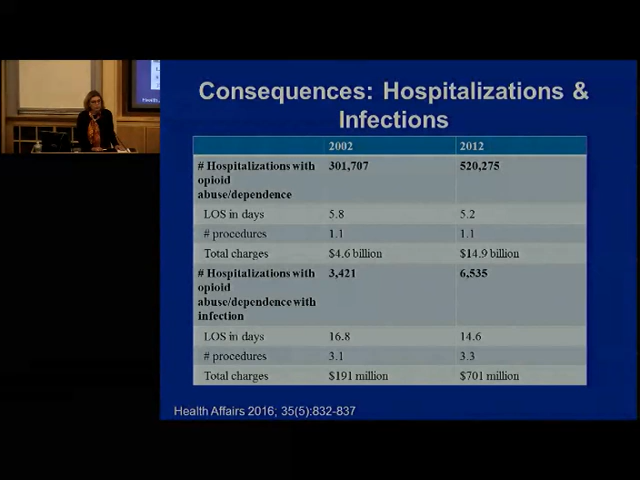 Consequences: Hospitalizations &
Infections
2002 2012
# Hospitalizations with 301,707 520,275
opioid
abuse/dependence
LOS in days 5.8 5.2
# procedures 1.1 1.1
Total charges $4.6 billion $14.9 billion
# Hospitalizations with 3,421 6,535
opioid
abuse/dependence with
infection
LOS in days 16.8 14.6
# procedures 3.1 3.3
Total charges $191 million $701 million
Health Affairs 2016; 35(5):832-837